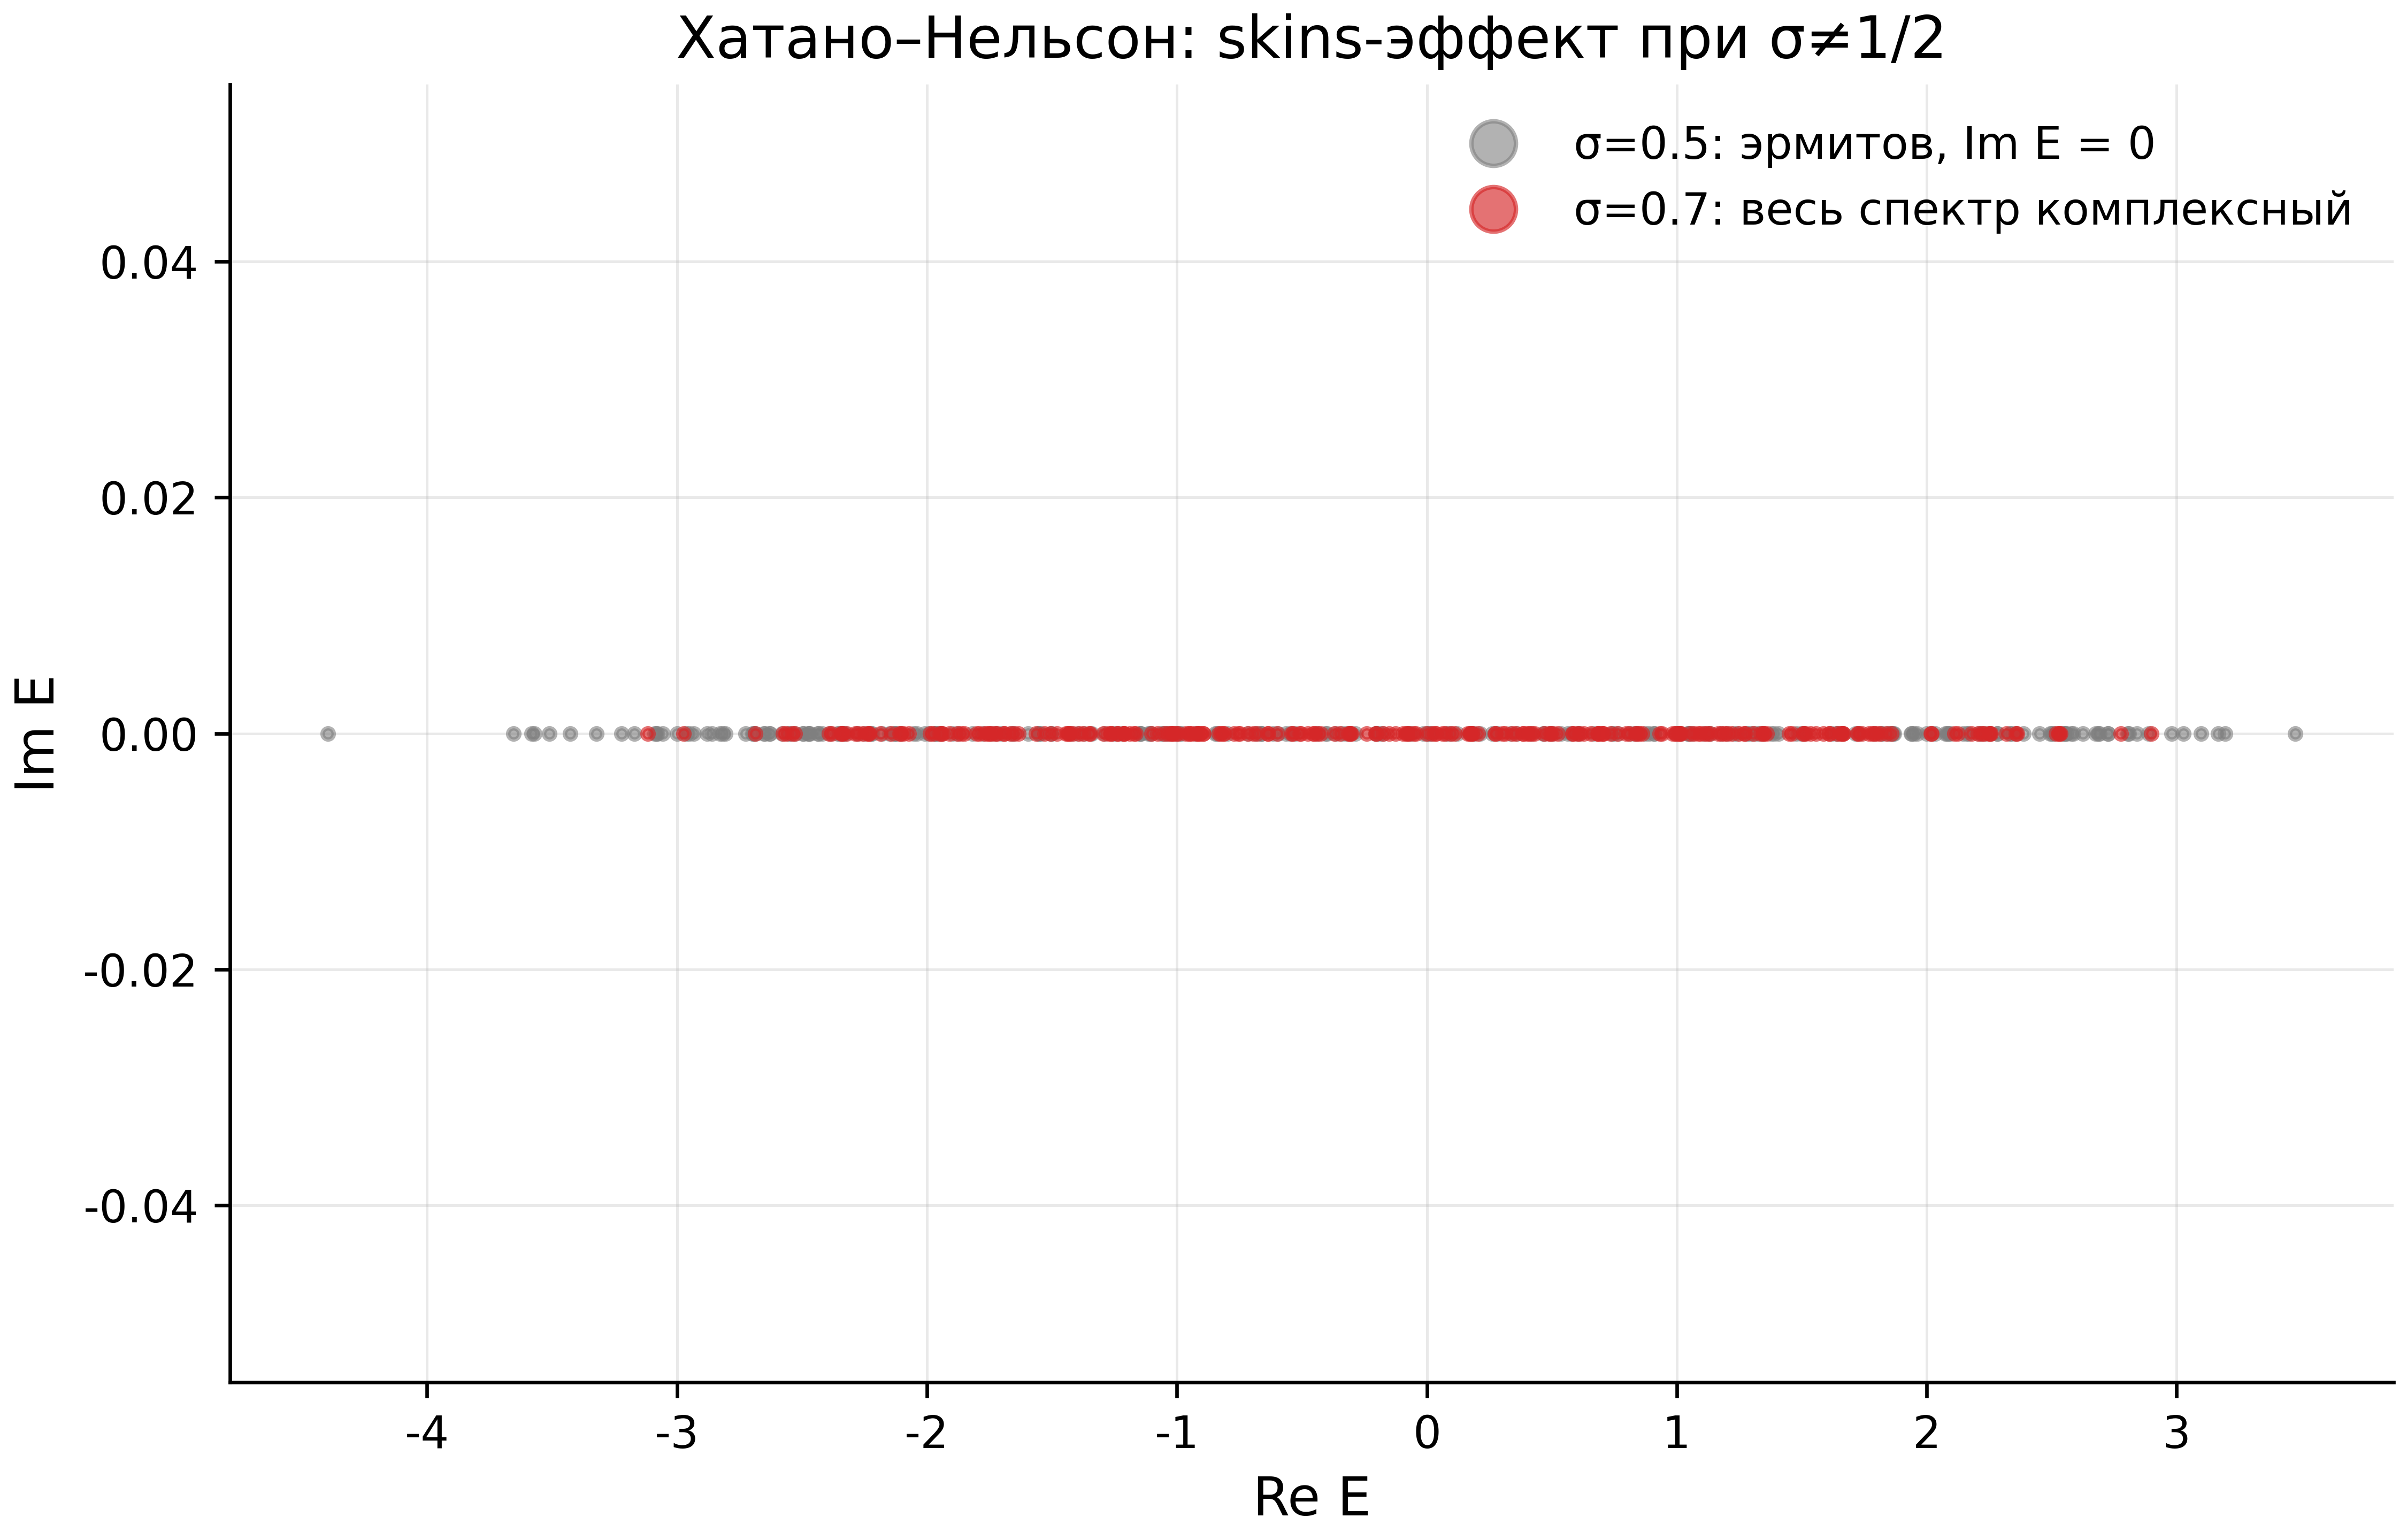 Хатано–Нельсон: skins-эффект при σ≠1/2
σ=0.5: эрмитов, Im E = 0
σ=0.7: весь спектр комплексный
0.04
0.02
0.00
-0.02
-0.04
Im E
-4 -3 -2 -1 0 1 2 3
Re E